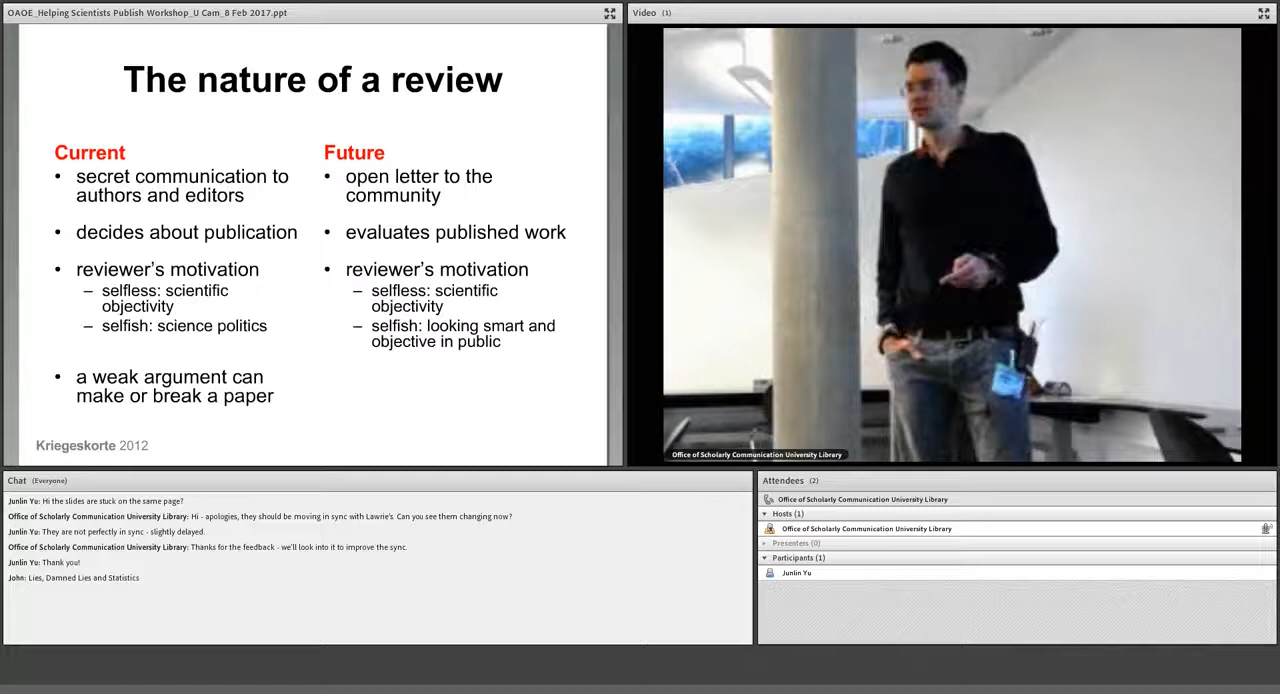 OAOE_Helping Scientists Publish Workshop_U Cam_8 Feb 2017.ppt
The nature of a review
Current
• secret communication to
authors and editors
• decides about publication
• reviewer’s motivation
– selfless: scientific
objectivity
– selfish: science politics
• a weak argument can
make or break a paper
Future
• open letter to the
community
• evaluates published work
• reviewer’s motivation
– selfless: scientific
objectivity
– selfish: looking smart and
objective in public
Kriegeskorte 2012
Video (1)
Office of Scholarly Communication University Library
Chat (Everyone)
Junlin Yu: Hi the slides are stuck on the same page?
Office of Scholarly Communication University Library: Hi - apologies, they should be moving in sync with Lawrie's. Can you see them changing now?
Junlin Yu: They are not perfectly in sync - slightly delayed.
Office of Scholarly Communication University Library: Thanks for the feedback - we'll look into it to improve the sync.
Junlin Yu: Thank you!
John: Lies, Damned Lies and Statistics
Attendees (2)
Office of Scholarly Communication University Library
Hosts (1)
Office of Scholarly Communication University Library
Presenters (0)
Participants (1)
Junlin Yu